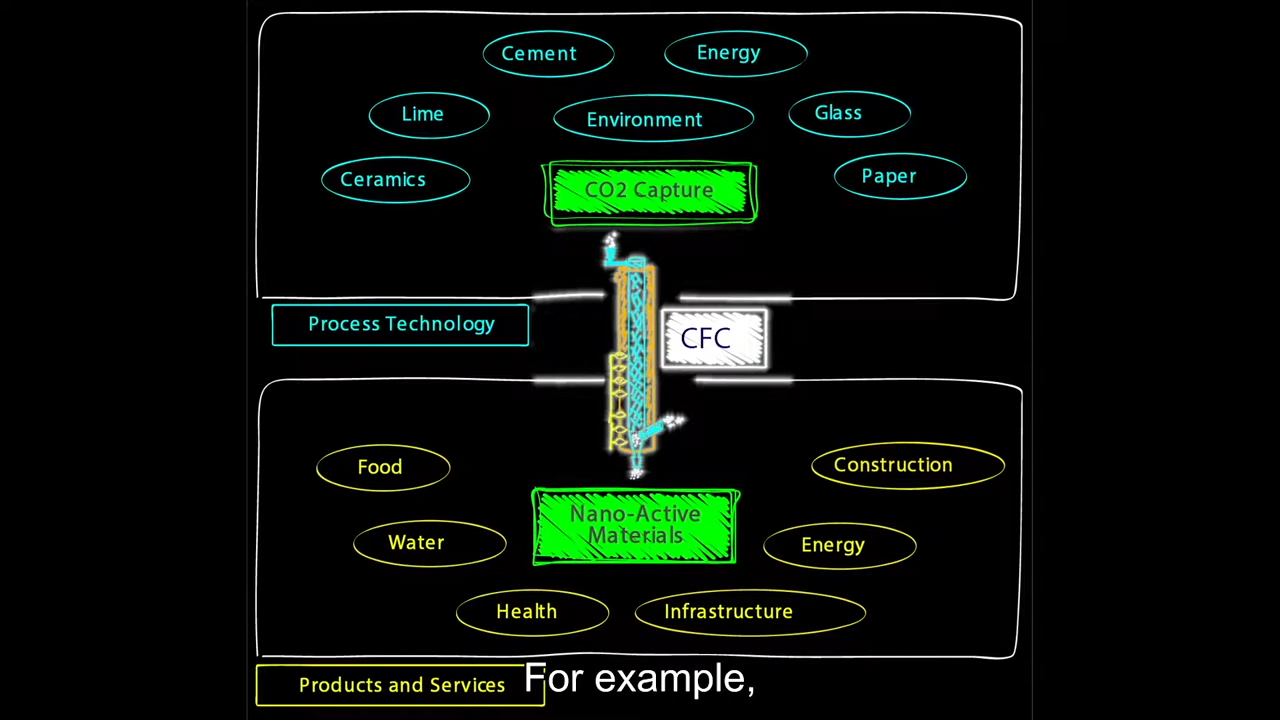 Cement
Energy
Lime
Environment
Glass
Ceramics
CO2 Capture
Paper
Process Technology
CFC
Food
Construction
Nano-Active
Materials
Water
Energy
Health
Infrastructure
Products and Services
For example,